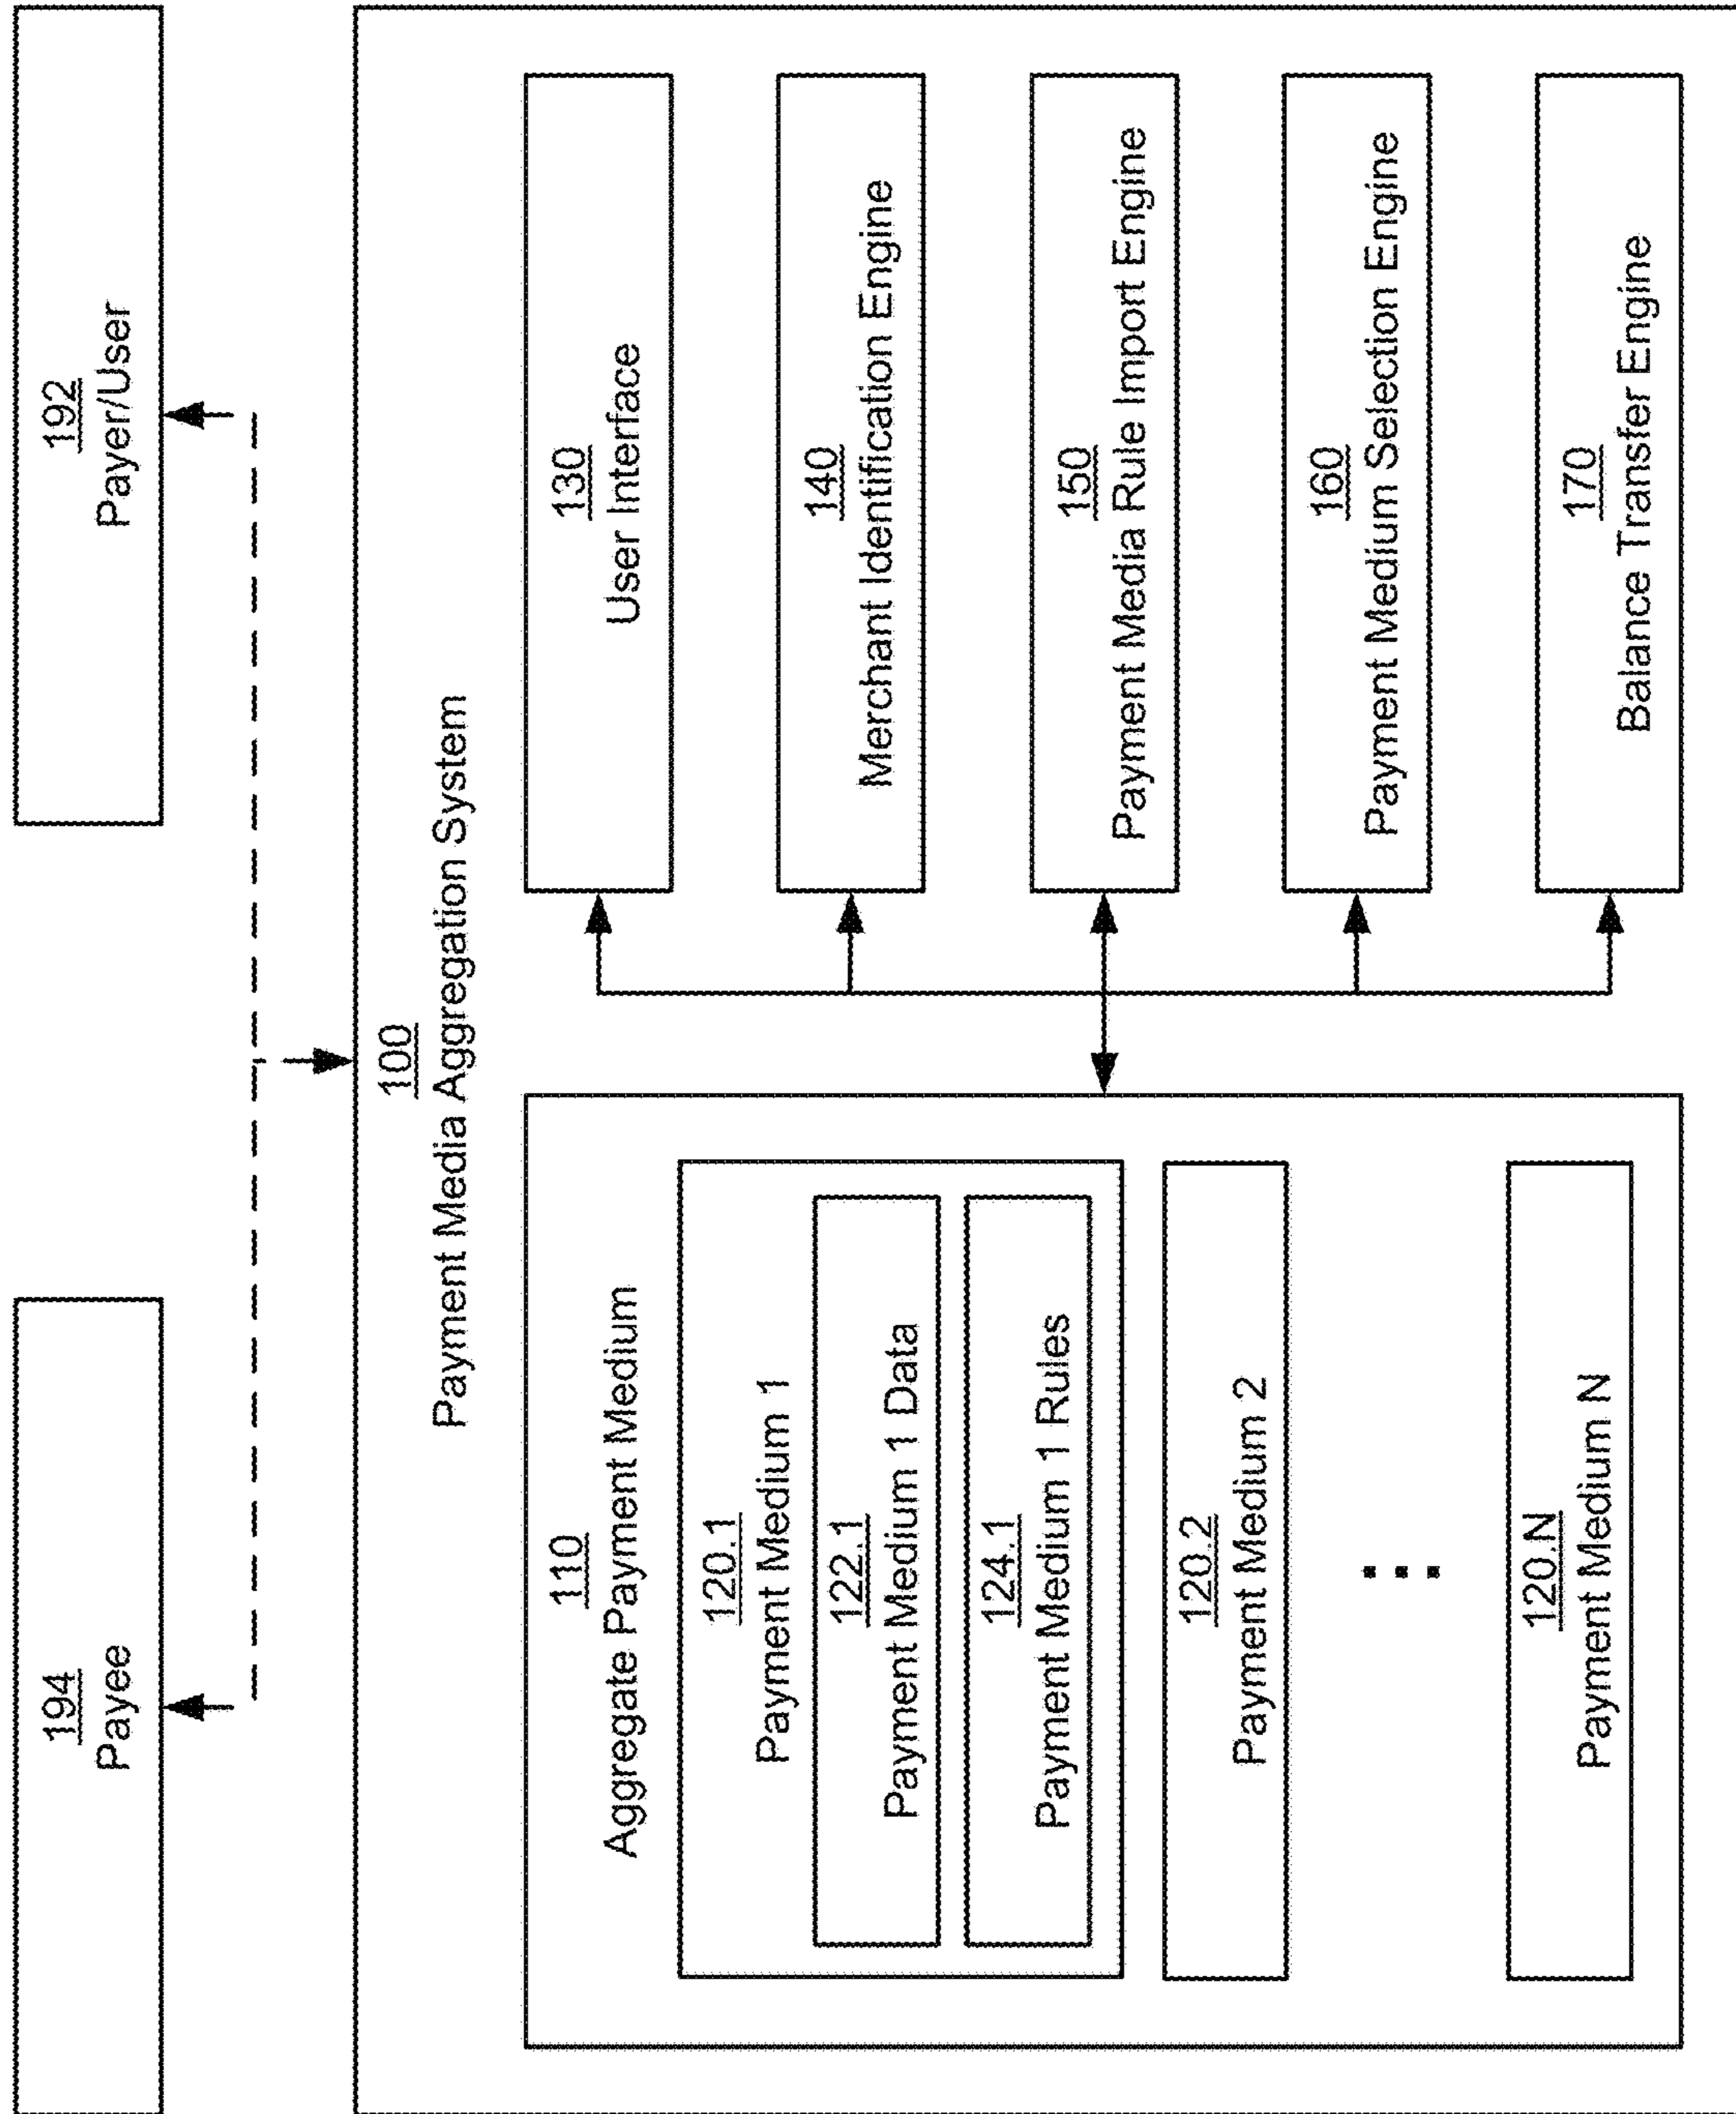 194
Payee
192
Payer/User
100
Payment Media Aggregation System
110
Aggregate Payment Medium
120.1
Payment Medium 1
122.1
Payment Medium 1 Data
124.1
Payment Medium 1 Rules
120.2
Payment Medium 2
120.N
Payment Medium N
130
User Interface
140
Merchant Identification Engine
150
Payment Media Rule Import Engine
160
Payment Medium Selection Engine
170
Balance Transfer Engine